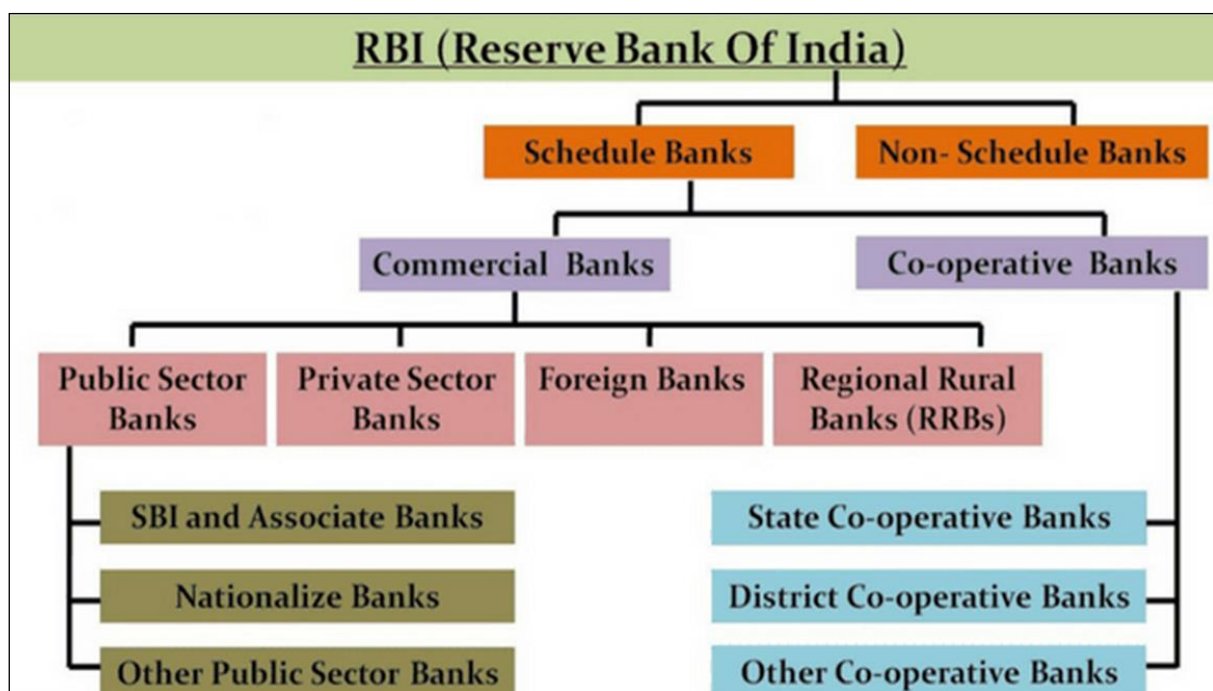 RBI (Reserve Bank Of India)
Schedule Banks
Non- Schedule Banks
Commercial Banks
Co-operative Banks
Public Sector
Banks
Private Sector
Banks
Foreign Banks
Regional Rural
Banks (RRBs)
SBI and Associate Banks
State Co-operative Banks
Nationalize Banks
District Co-operative Banks
Other Public Sector Banks
Other Co-operative Banks